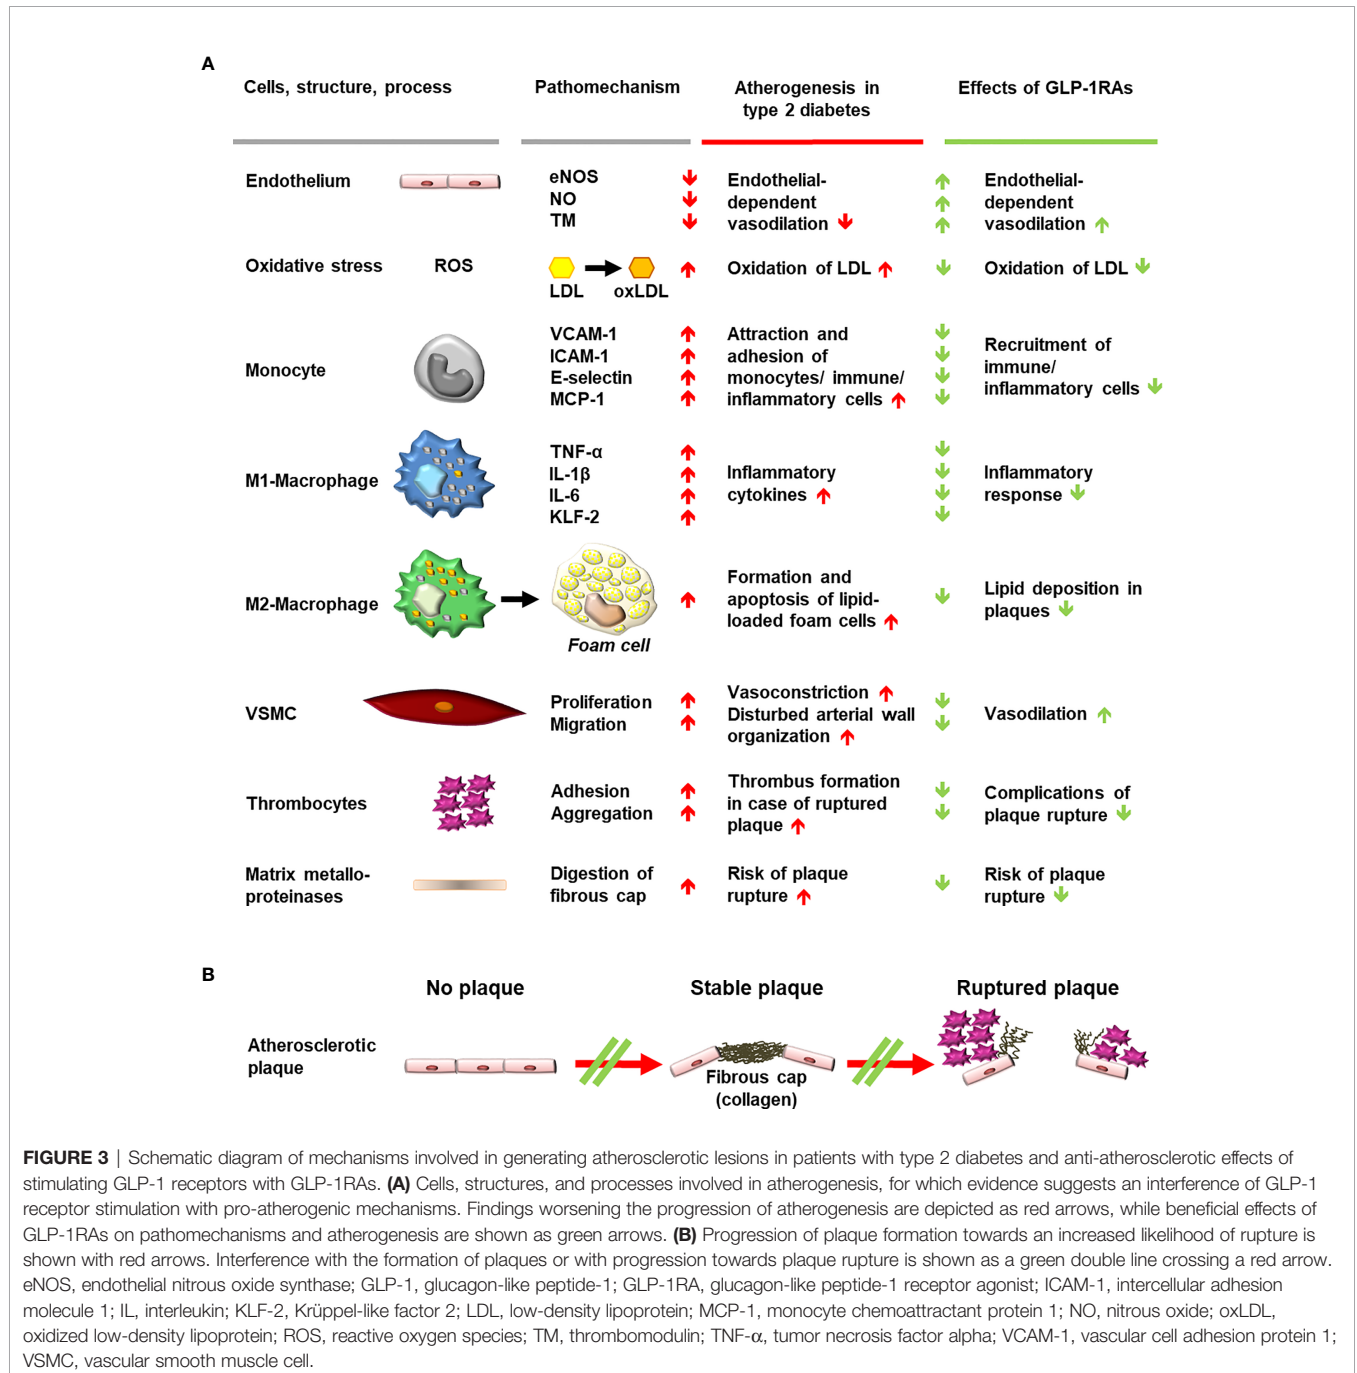 A
Cells, structure, process
Pathomechanism
Atherogenesis in
type 2 diabetes
Effects of GLP-1RAs
Endothelium
eNOS
NO
TM
Endothelial-
dependent
vasodilation
Endothelial-
dependent
vasodilation
Oxidative stress
ROS
LDL
oxLDL
Oxidation of LDL
Oxidation of LDL
Monocyte
VCAM-1
ICAM-1
E-selectin
MCP-1
Attraction and
adhesion of
monocytes/ immune/
inflammatory cells
Recruitment of
immune/
inflammatory cells
M1-Macrophage
TNF-α
IL-1β
IL-6
KLF-2
Inflammatory
cytokines
Inflammatory
response
M2-Macrophage
Foam cell
Formation and
apoptosis of lipid-
loaded foam cells
Lipid deposition in
plaques
VSMC
Proliferation
Migration
Vasoconstriction
Disturbed arterial wall
organization
Vasodilation
Thrombocytes
Adhesion
Aggregation
Thrombus formation
in case of ruptured
plaque
Complications of
plaque rupture
Matrix metallo-
proteinases
Digestion of
fibrous cap
Risk of plaque
rupture
Risk of plaque
rupture
B
No plaque
Stable plaque
Ruptured plaque
Atherosclerotic
plaque
Fibrous cap
(collagen)
FIGURE 3 | Schematic diagram of mechanisms involved in generating atherosclerotic lesions in patients with type 2 diabetes and anti-atherosclerotic effects of
stimulating GLP-1 receptors with GLP-1RAs. (A) Cells, structures, and processes involved in atherogenesis, for which evidence suggests an interference of GLP-1
receptor stimulation with pro-atherogenic mechanisms. Findings worsening the progression of atherogenesis are depicted as red arrows, while beneficial effects of
GLP-1RAs on pathomechanisms and atherogenesis are shown as green arrows. (B) Progression of plaque formation towards an increased likelihood of rupture is
shown with red arrows. Interference with the formation of plaques or with progression towards plaque rupture is shown as a green double line crossing a red arrow.
eNOS, endothelial nitrous oxide synthase; GLP-1, glucagon-like peptide-1; GLP-1RA, glucagon-like peptide-1 receptor agonist; ICAM-1, intercellular adhesion
molecule 1; IL, interleukin; KLF-2, Krüppel-like factor 2; LDL, low-density lipoprotein; MCP-1, monocyte chemoattractant protein 1; NO, nitrous oxide; oxLDL,
oxidized low-density lipoprotein; ROS, reactive oxygen species; TM, thrombomodulin; TNF-α, tumor necrosis factor alpha; VCAM-1, vascular cell adhesion protein 1;
VSMC, vascular smooth muscle cell.